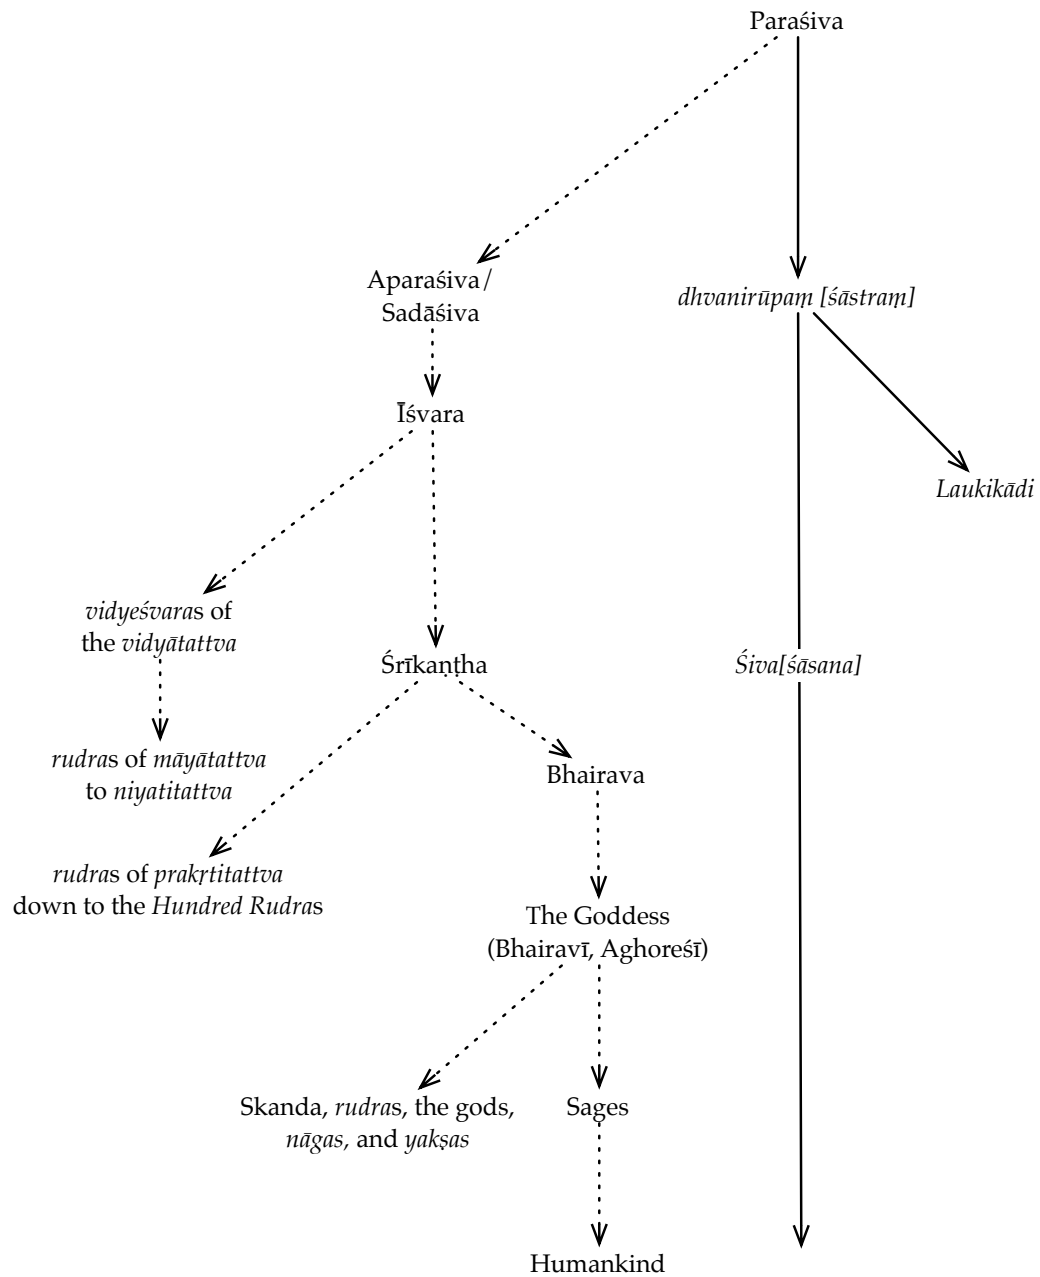 Paraśiva
Aparaśiva/
Sadāśiva
dhvanirūpaṃ [śāstraṃ]
Īśvara
Laukikādi
vidyeśvaras of
the vidyātattva
Śrīkaṇṭha
Śiva[śāsana]
rudras of māyātattva
to niyatitattva
Bhairava
rudras of prakṛtitattva
down to the Hundred Rudras
The Goddess
(Bhairavī, Aghoreśī)
Skanda, rudras, the gods,
nāgas, and yakṣas
Sages
Humankind